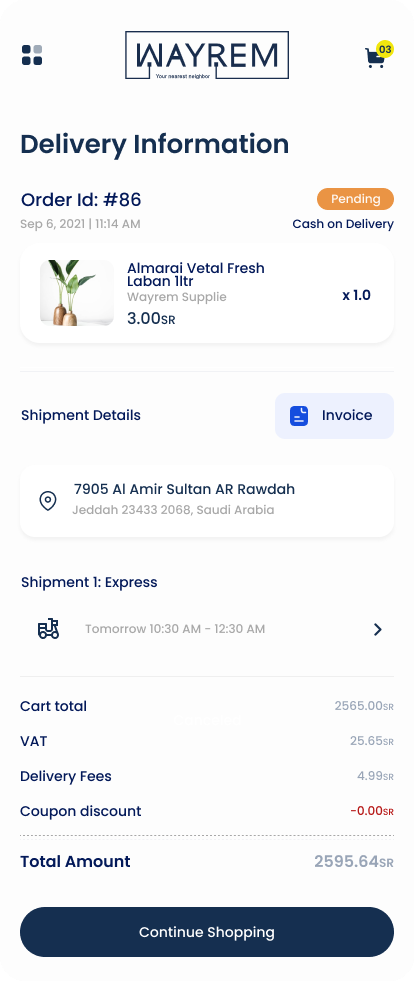 WAYREM
Your nearest neighbor
03
Delivery Information
Order Id: #86
Pending
Sep 6, 2021 | 11:14 AM
Cash on Delivery
Almarai Vetal Fresh
Laban 1ltr
Wayrem Supplie
x 1.0
3.00SR
Shipment Details
Invoice
7905 Al Amir Sultan AR Rawdah
Jeddah 23433 2068, Saudi Arabia
Shipment 1: Express
Tomorrow 10:30 AM - 12:30 AM
Cart total 2565.00SR
VAT 25.65SR
Delivery Fees 4.99SR
Coupon discount -0.00SR
Total Amount 2595.64SR
Continue Shopping